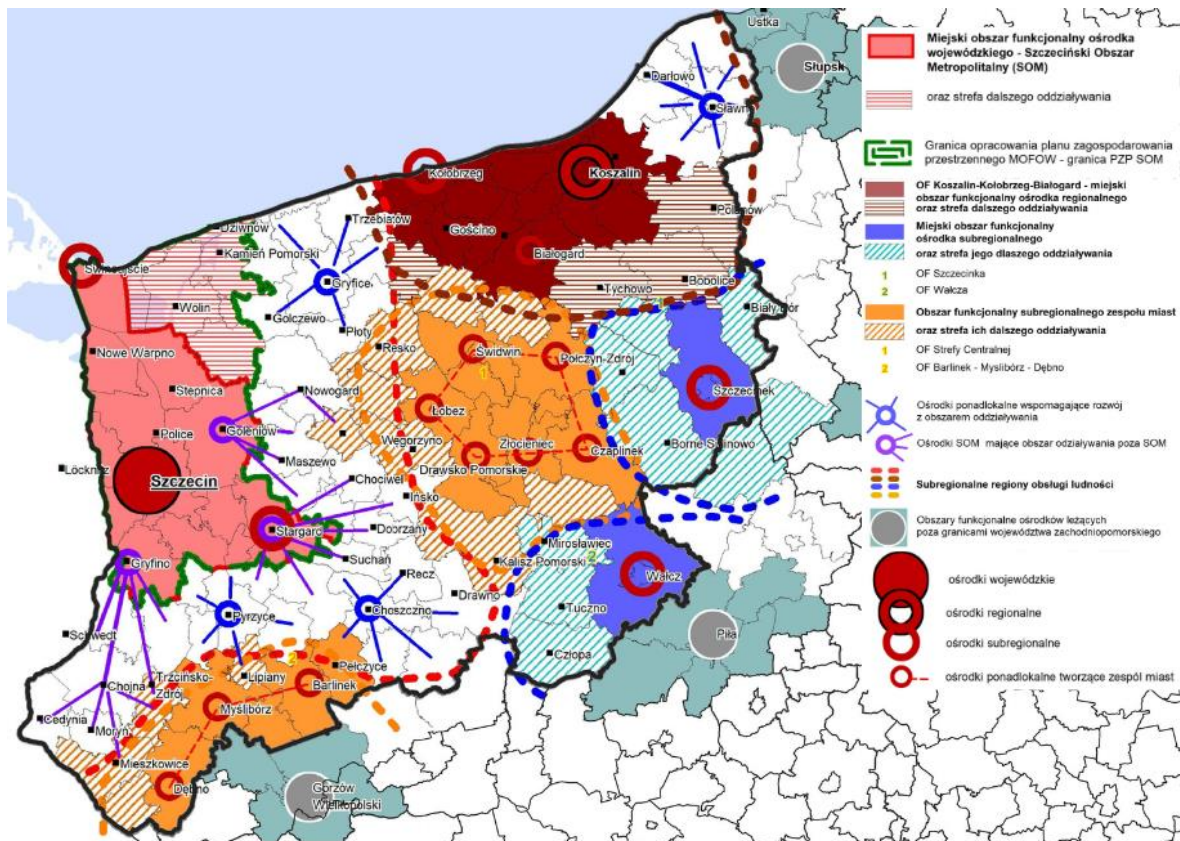 Ustka
Słupsk
Darłowo
Sławn
Kołobrzeg
Koszalin
Polanów
Dziwnów
Trzebiatów
Gościno
Kamień Pomorski
Białogard
Świnoujście
Gryfice
Tychowo
Bobolice
Wolin
Golczewo
Biały Bór
1
Płoty
Resko
Świdwin
Połczyn-Zdrój
Nowe Warpno
1
Szczecinek
Stepnica
Nowogard
Łobez
Goleniów
Police
Węgorzyno
Złocieniec
Borne Sulinowo
Maszewo
Drawsko Pomorskie
Czaplinek
Löcknitz
Szczecin
Chociwel
Ińsko
Stargard
Dobrzany
Mirosławiec
2
Gryfino
Suchań
Kalisz Pomorski
Recz
Wałcz
Drawno
Tuczno
Pyrzyce
Choszczno
Schwedt
Piła
Człopa
2
Pełczyce
Trzcińsko-
Zdrój
Lipiany
Chojna
Barlinek
Myślibórz
Cedynia
Moryń
Mieszkowice
Dębno
Gorzów
Wielkopolski
Miejski obszar funkcjonalny ośrodka
wojewódzkiego - Szczeciński Obszar
Metropolitalny (SOM)
oraz strefa dalszego oddziaływania
Granica opracowania planu zagospodarowania
przestrzennego MOFOW - granica PZP SOM
OF Koszalin-Kołobrzeg-Białogard - miejski
obszar funkcjonalny ośrodka regionalnego
oraz strefa dalszego oddziaływania
Miejski obszar funkcjonalny
ośrodka subregionalnego
oraz strefa jego dlaszego oddziaływania
1 OF Szczecinka
2 OF Wałcza
Obszar funkcjonalny subregionalnego zespołu miast
oraz strefa ich dalszego oddziaływania
1 OF Strefy Centralnej
2 OF Barlinek - Myślibórz - Dębno
Ośrodki ponadlokalne wspomagające rozwój
z obszarem oddziaływania
Ośrodki SOM mające obszar odziaływania poza SOM
Subregionalne regiony obsługi ludności
Obszary funkcjonalne ośrodków leżących
poza granicami województwa zachodniopomorskiego
ośrodki wojewódzkie
ośrodki regionalne
ośrodki subregionalne
ośrodki ponadlokalne tworzące zespół miast